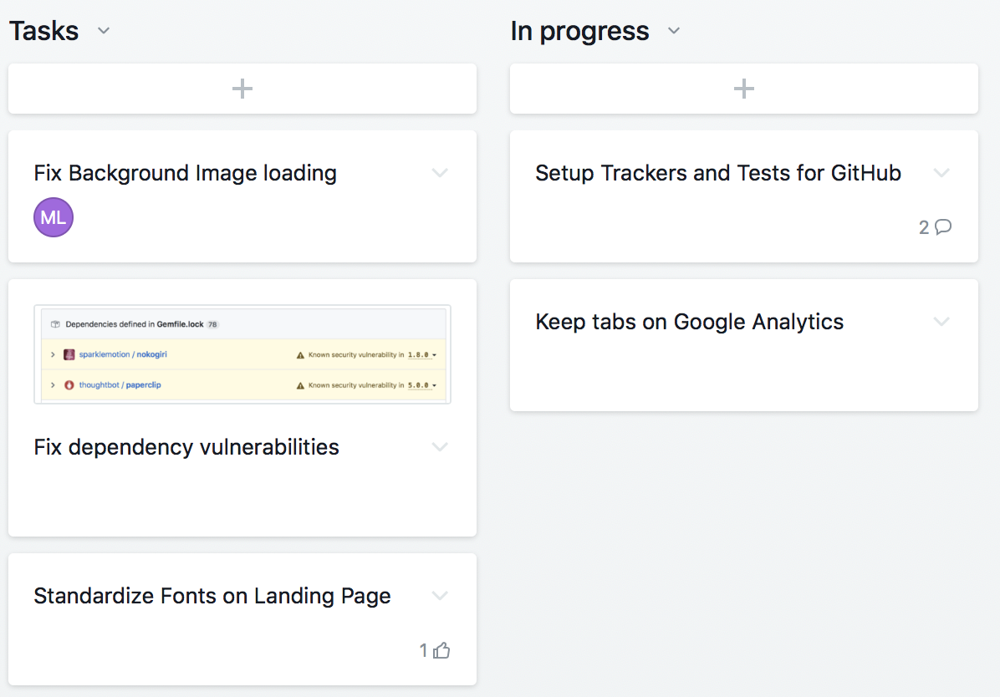 Tasks
In progress
Fix Background Image loading
ML
Dependencies defined in Gemfile.lock 78
sparklemotion / nokogiri Known security vulnerability in 1.8.0
thoughtbot / paperclip Known security vulnerability in 5.0.0
Fix dependency vulnerabilities
Standardize Fonts on Landing Page
1
Setup Trackers and Tests for GitHub
2
Keep tabs on Google Analytics